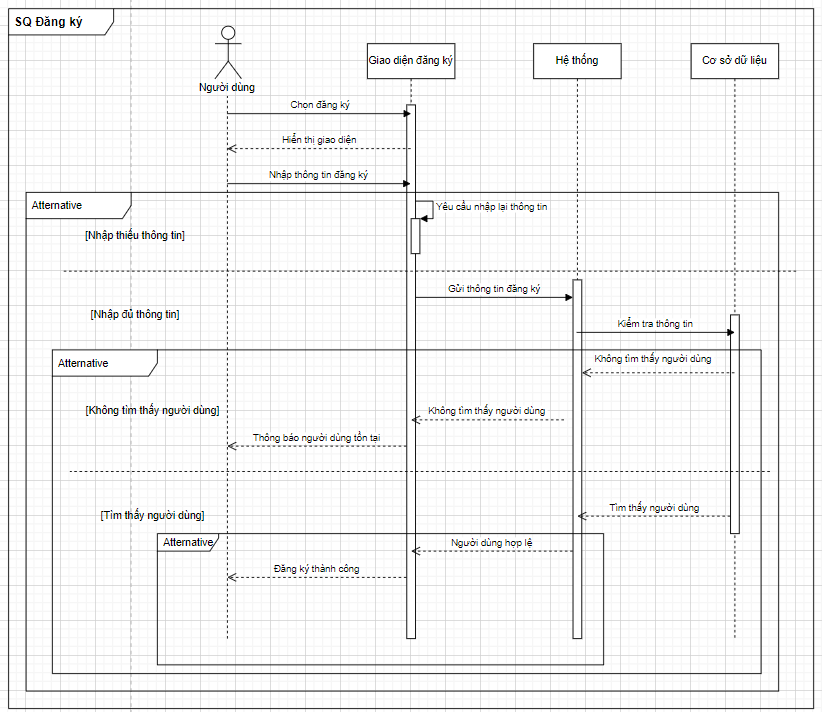 SQ Đăng ký
Giao diện đăng ký
Hệ thống
Cơ sở dữ liệu
Người dùng
Chọn đăng ký
Hiển thị giao diện
Nhập thông tin đăng ký
Alternative
Yêu cầu nhập lại thông tin
[Nhập thiếu thông tin]
Gửi thông tin đăng ký
[Nhập đủ thông tin]
Kiểm tra thông tin
Alternative
Không tìm thấy người dùng
[Không tìm thấy người dùng]
Không tìm thấy người dùng
Thông báo người dùng tồn tại
Tìm thấy người dùng
[Tìm thấy người dùng]
Alternative
Người dùng hợp lệ
Đăng ký thành công